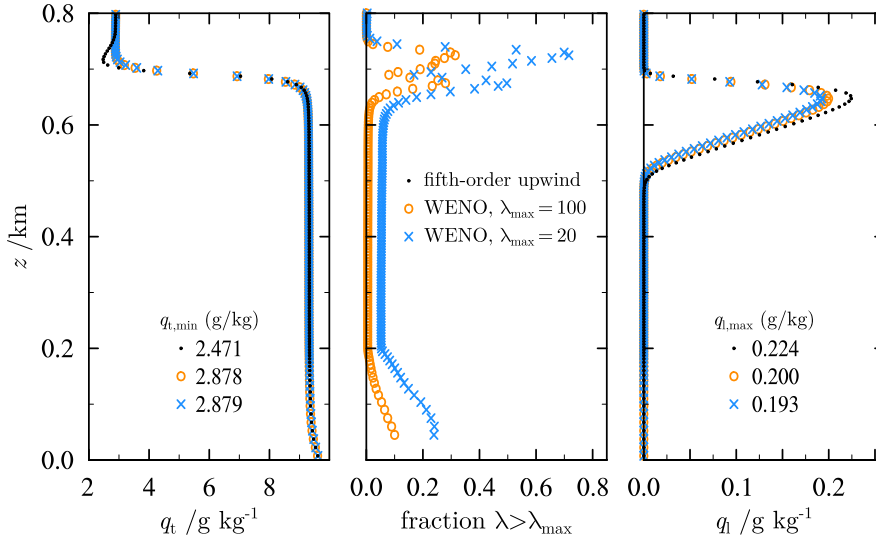 0.8
0.6
0.4
0.2
0.0
z /km
q_t,min (g/kg)
2.471
2.878
2.879
2 4 6 8 10
q_t /g kg⁻¹
fifth-order upwind
WENO, λ_max = 100
WENO, λ_max = 20
0.0 0.2 0.4 0.6 0.8
fraction λ>λ_max
q_l,max (g/kg)
0.224
0.200
0.193
0.0 0.1 0.2
q_l /g kg⁻¹